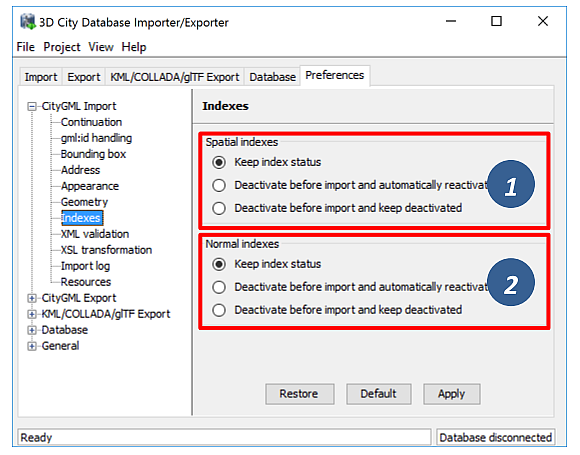 3D City Database Importer/Exporter
File Project View Help
Import Export KML/COLLADA/glTF Export Database Preferences
CityGML Import
Continuation
gml:id handling
Bounding box
Address
Appearance
Geometry
Indexes
XML validation
XSL transformation
Import log
Resources
CityGML Export
KML/COLLADA/glTF Export
Database
General
Indexes
Spatial indexes
Keep index status
Deactivate before import and automatically reactivat
1
Deactivate before import and keep deactivated
Normal indexes
Keep index status
Deactivate before import and automatically reactivat
2
Deactivate before import and keep deactivated
Restore Default Apply
Ready Database disconnected